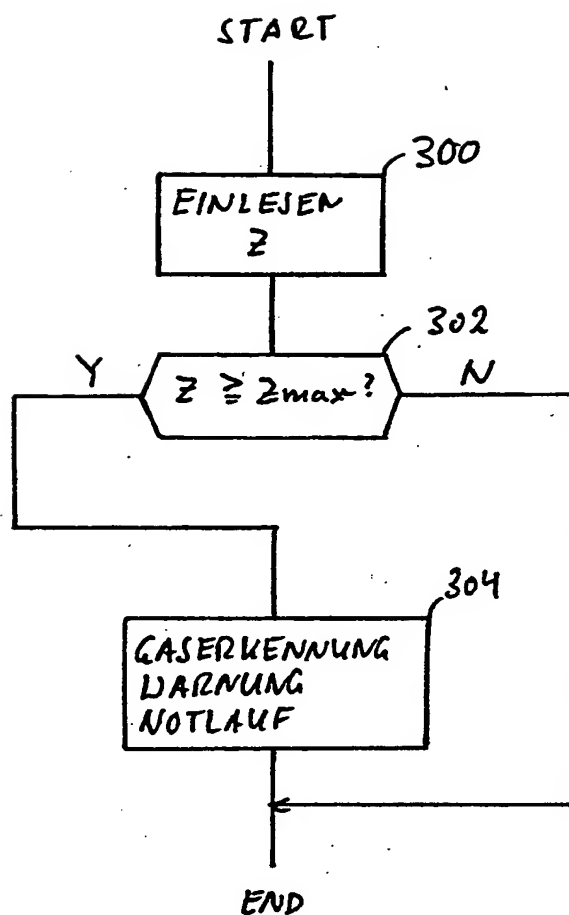 START
300
EINLESEN
Z
302
Y
Z ≧ Zmax?
N
304
GASERKENNUNG
WARNUNG
NOTLAUF
END